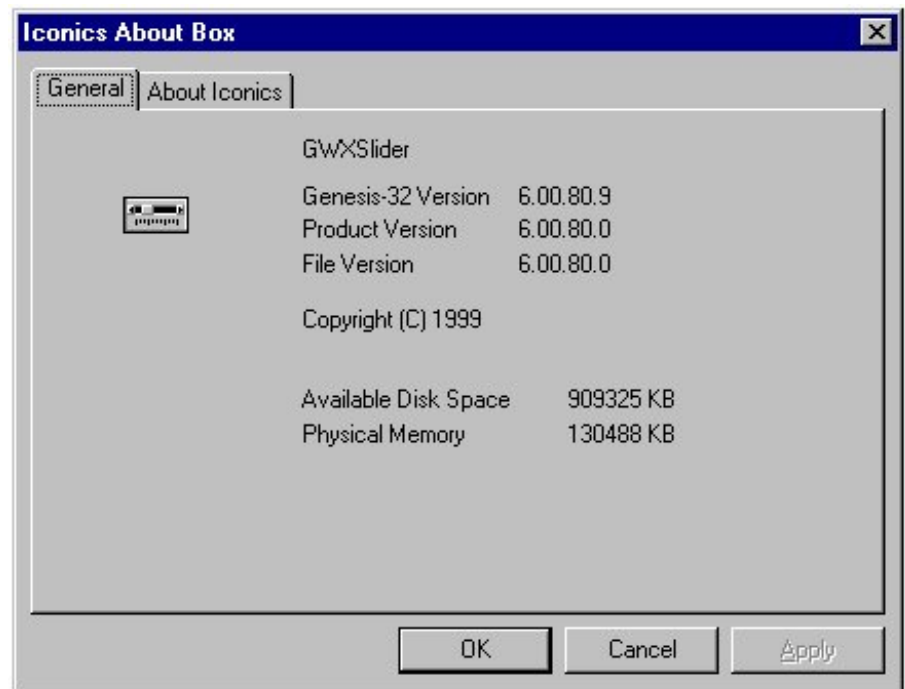 Iconics About Box
General About Iconics
GWXSlider
Genesis-32 Version 6.00.80.9
Product Version 6.00.80.0
File Version 6.00.80.0
Copyright (C) 1999
Available Disk Space 909325 KB
Physical Memory 130488 KB
OK Cancel Apply